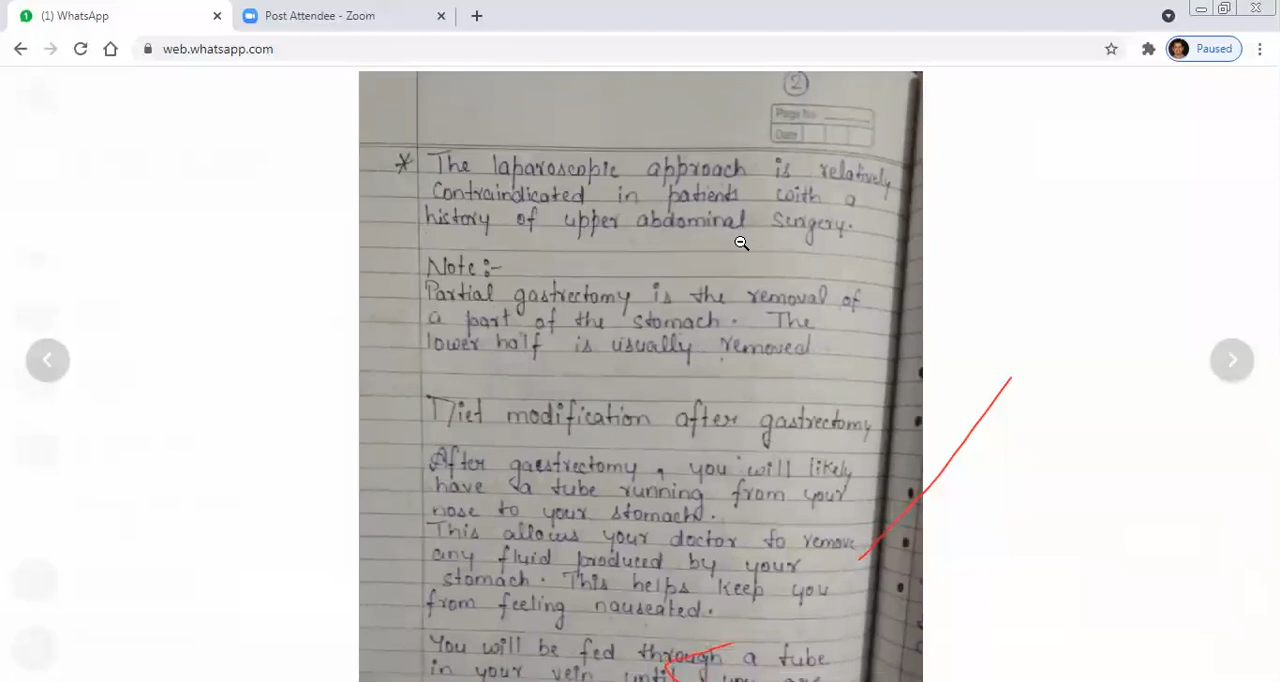 (1) WhatsApp
Post Attendee - Zoom
web.whatsapp.com
Paused
2
Page No
Date
* The laparoscopic approach is relatively
contraindicated in patients with a
history of upper abdominal surgery.
Note:-
Partial gastrectomy is the removal of
a part of the stomach. The
lower half is usually removed
Diet modification after gastrectomy
After gaestrectomy, you will likely
have a tube running from your
nose to your stomach.
This allows your doctor to remove
any fluid produced by your
stomach. This helps keep you
from feeling nauseated.
You will be fed through a tube
in your vein until you are